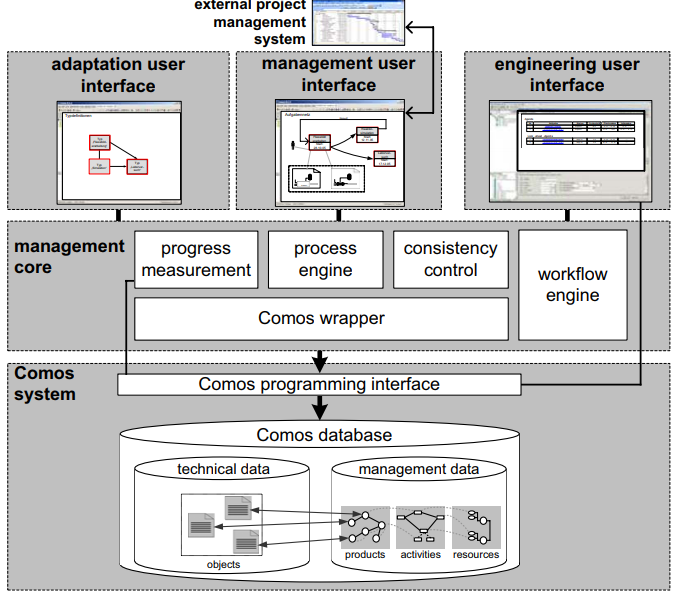 external project
management
system
adaptation user
interface
management user
interface
engineering user
interface
Typdefinitionen
Aufgabennetz
management
core
progress
measurement
process
engine
consistency
control
workflow
engine
Comos wrapper
Comos
system
Comos programming interface
Comos database
technical data
management data
objects
products
activities
resources